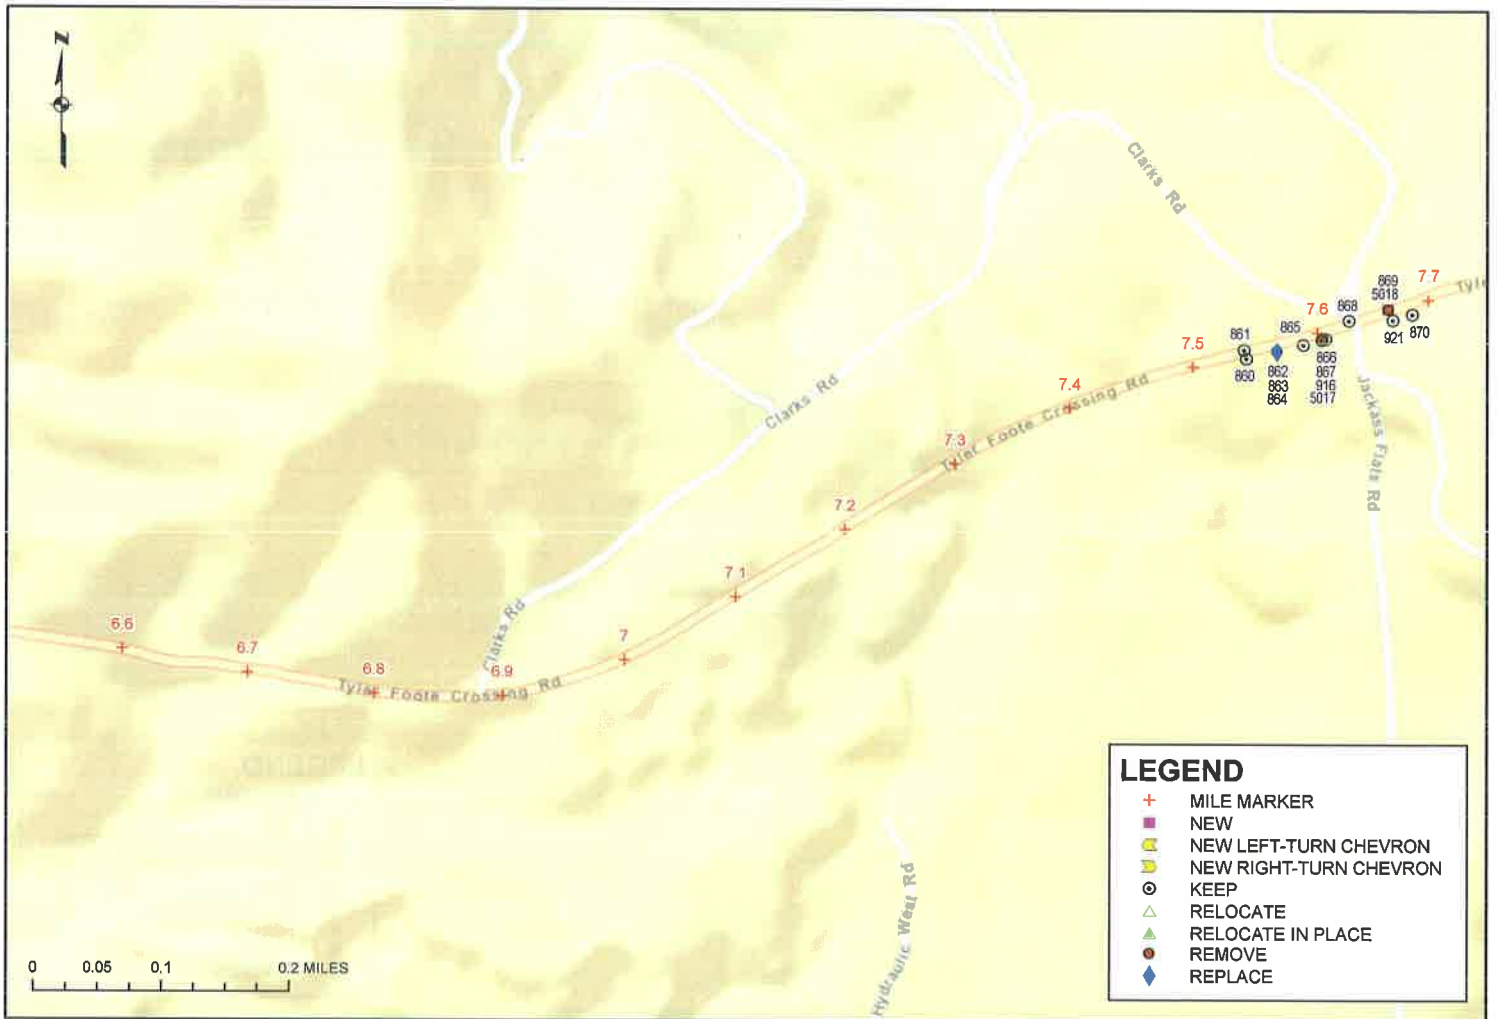 N
Clarks Rd
869
5018
7.7
Tyle
868
7.6
865
861
7.5
921
870
860
862
863
864
866
867
916
5017
7.4
Clarks Rd
Tyler Foote Crossing Rd
Jackass Flats Rd
7.3
7.2
7.1
Clarks Rd
6.6
6.7
6.8
6.9
7
Tyler Foote Crossing Rd
Hydraulic West Rd
0 0.05 0.1 0.2 MILES
LEGEND
MILE MARKER
NEW
NEW LEFT-TURN CHEVRON
NEW RIGHT-TURN CHEVRON
KEEP
RELOCATE
RELOCATE IN PLACE
REMOVE
REPLACE